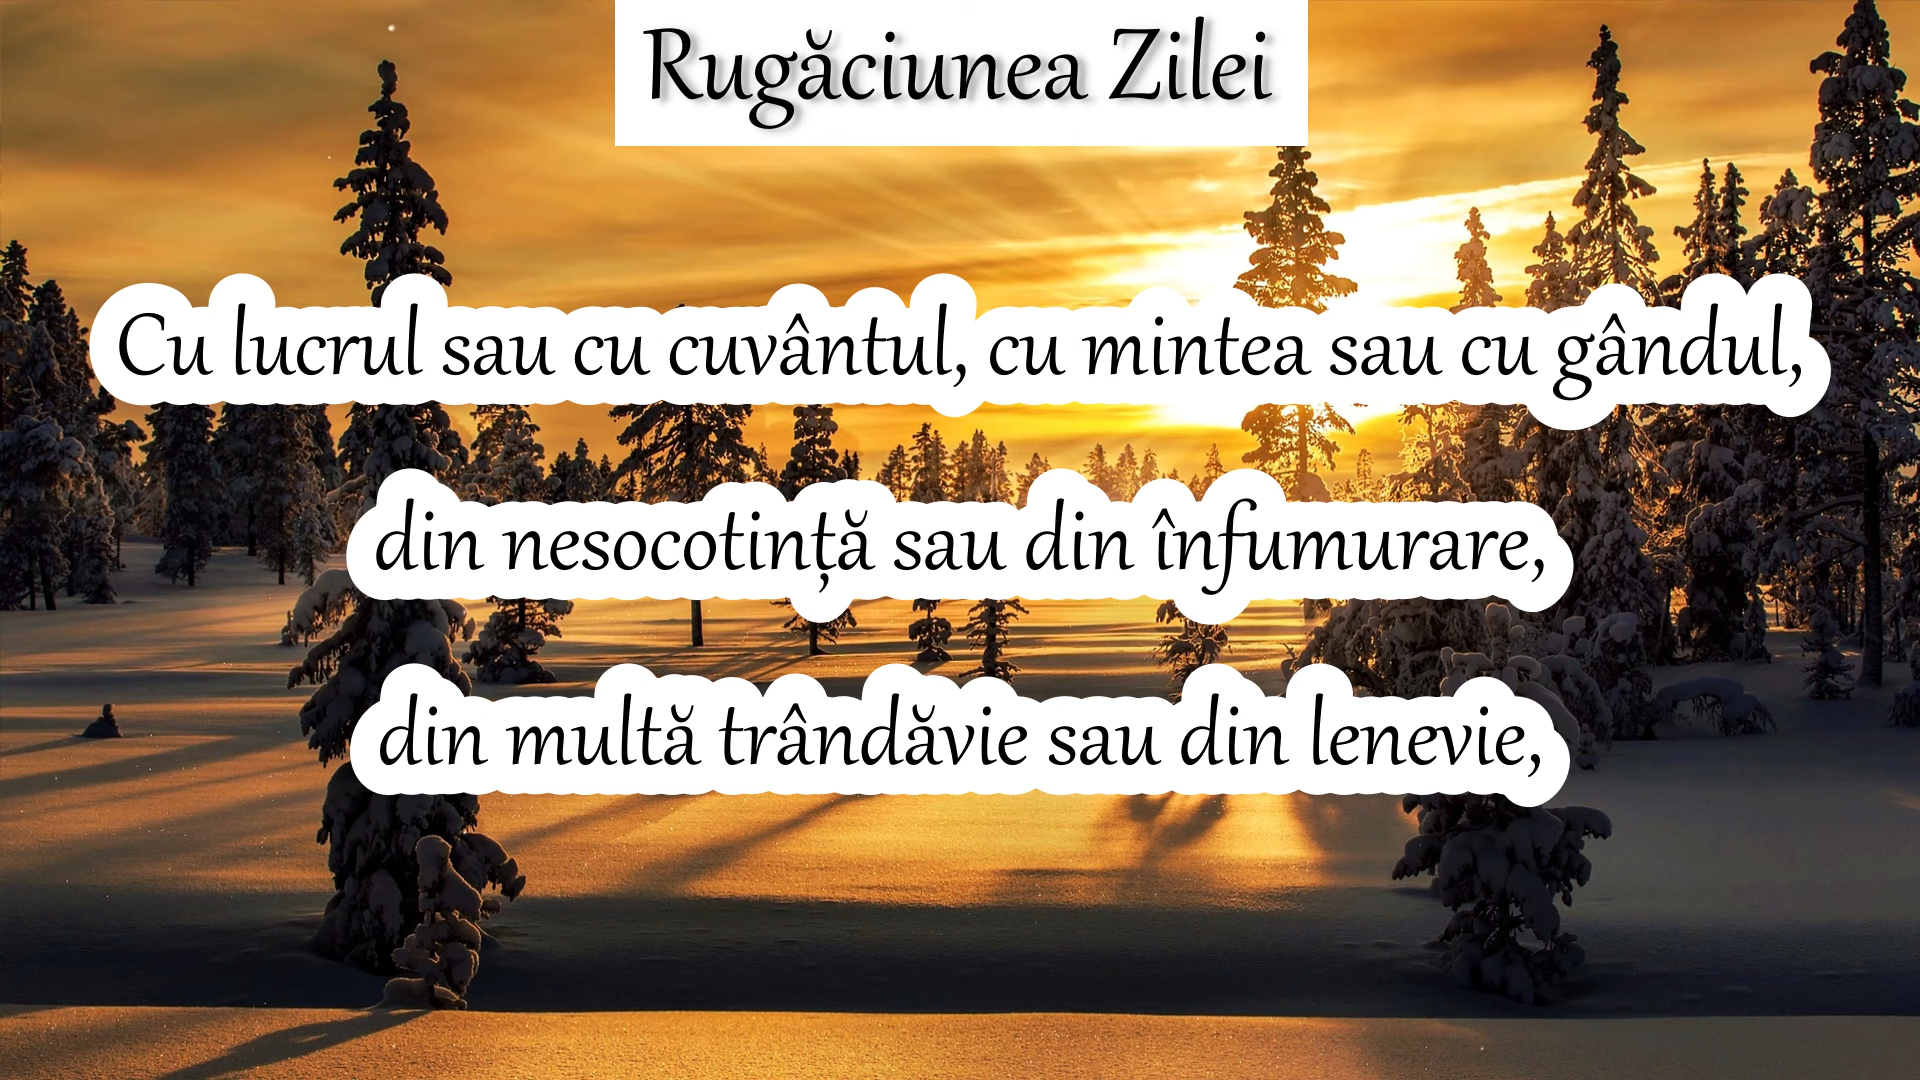 Rugăciunea Zilei
Cu lucrul sau cu cuvântul, cu mintea sau cu gândul,
din nesocotință sau din înfumurare,
din multă trândăvie sau din lenevie,